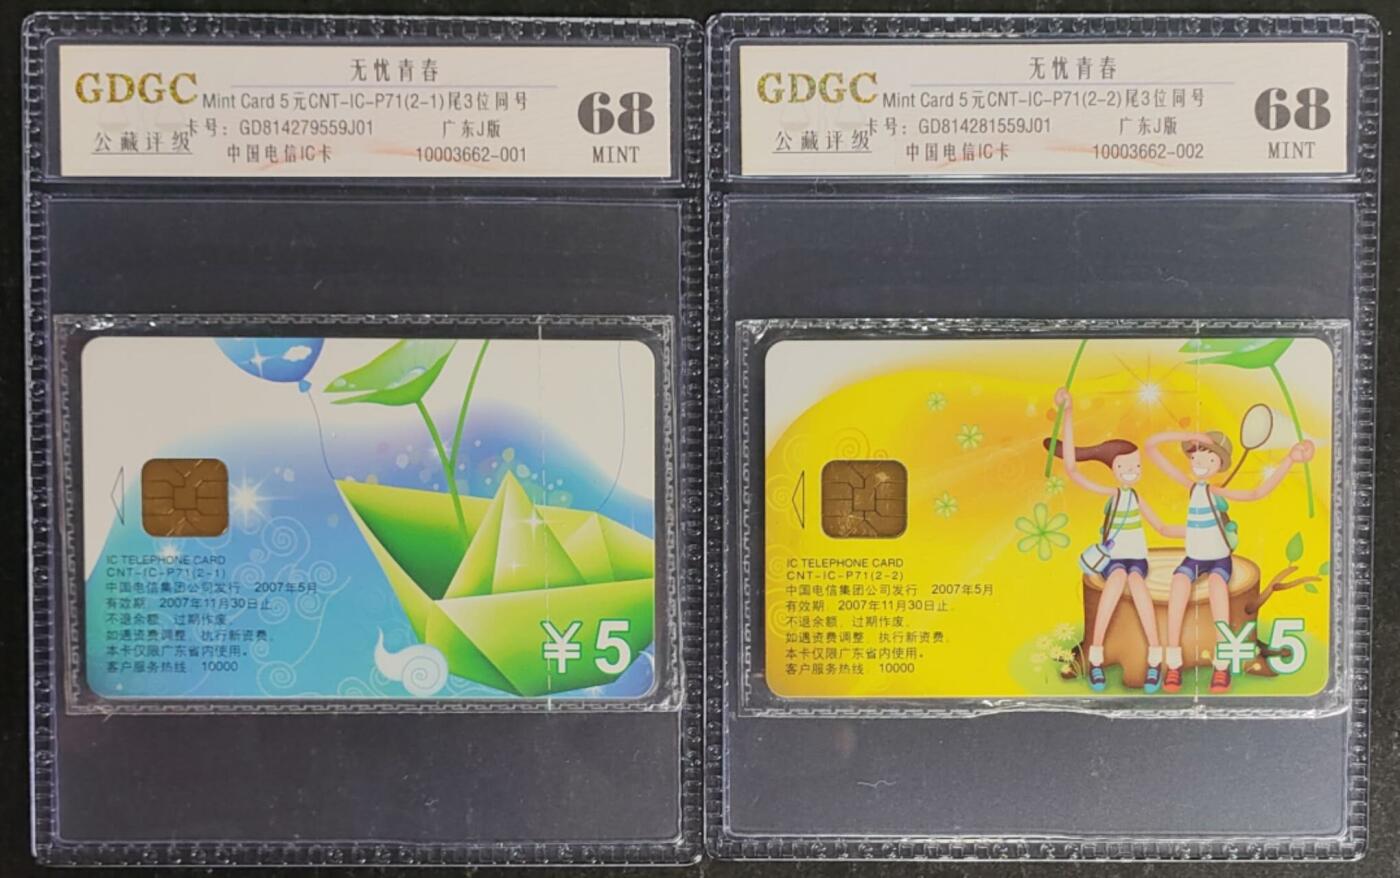 无忧青春
GDGC Mint Card 5元CNT-IC-P71(2-1)尾3位同号 68
公藏评级 卡号：GD814279559J01 广东J版
中国电信IC卡 10003662-001 MINT
IC TELEPHONE CARD
CNT-IC-P71(2-1)
中国电信集团公司发行 2007年5月
有效期 2007年11月30日止.
不退余额 过期作废.
如遇资费调整 执行新资费.
本卡仅限广东省内使用。
客户服务热线 10000
¥5
无忧青春
GDGC Mint Card 5元CNT-IC-P71(2-2)尾3位同号 68
公藏评级 卡号：GD814281559J01 广东J版
中国电信IC卡 10003662-002 MINT
IC TELEPHONE CARD
CNT-IC-P71(2-2)
中国电信集团公司发行 2007年5月
有效期 2007年11月30日止.
不退余额 过期作废.
如遇资费调整 执行新资费.
本卡仅限广东省内使用。
客户服务热线 10000
¥5